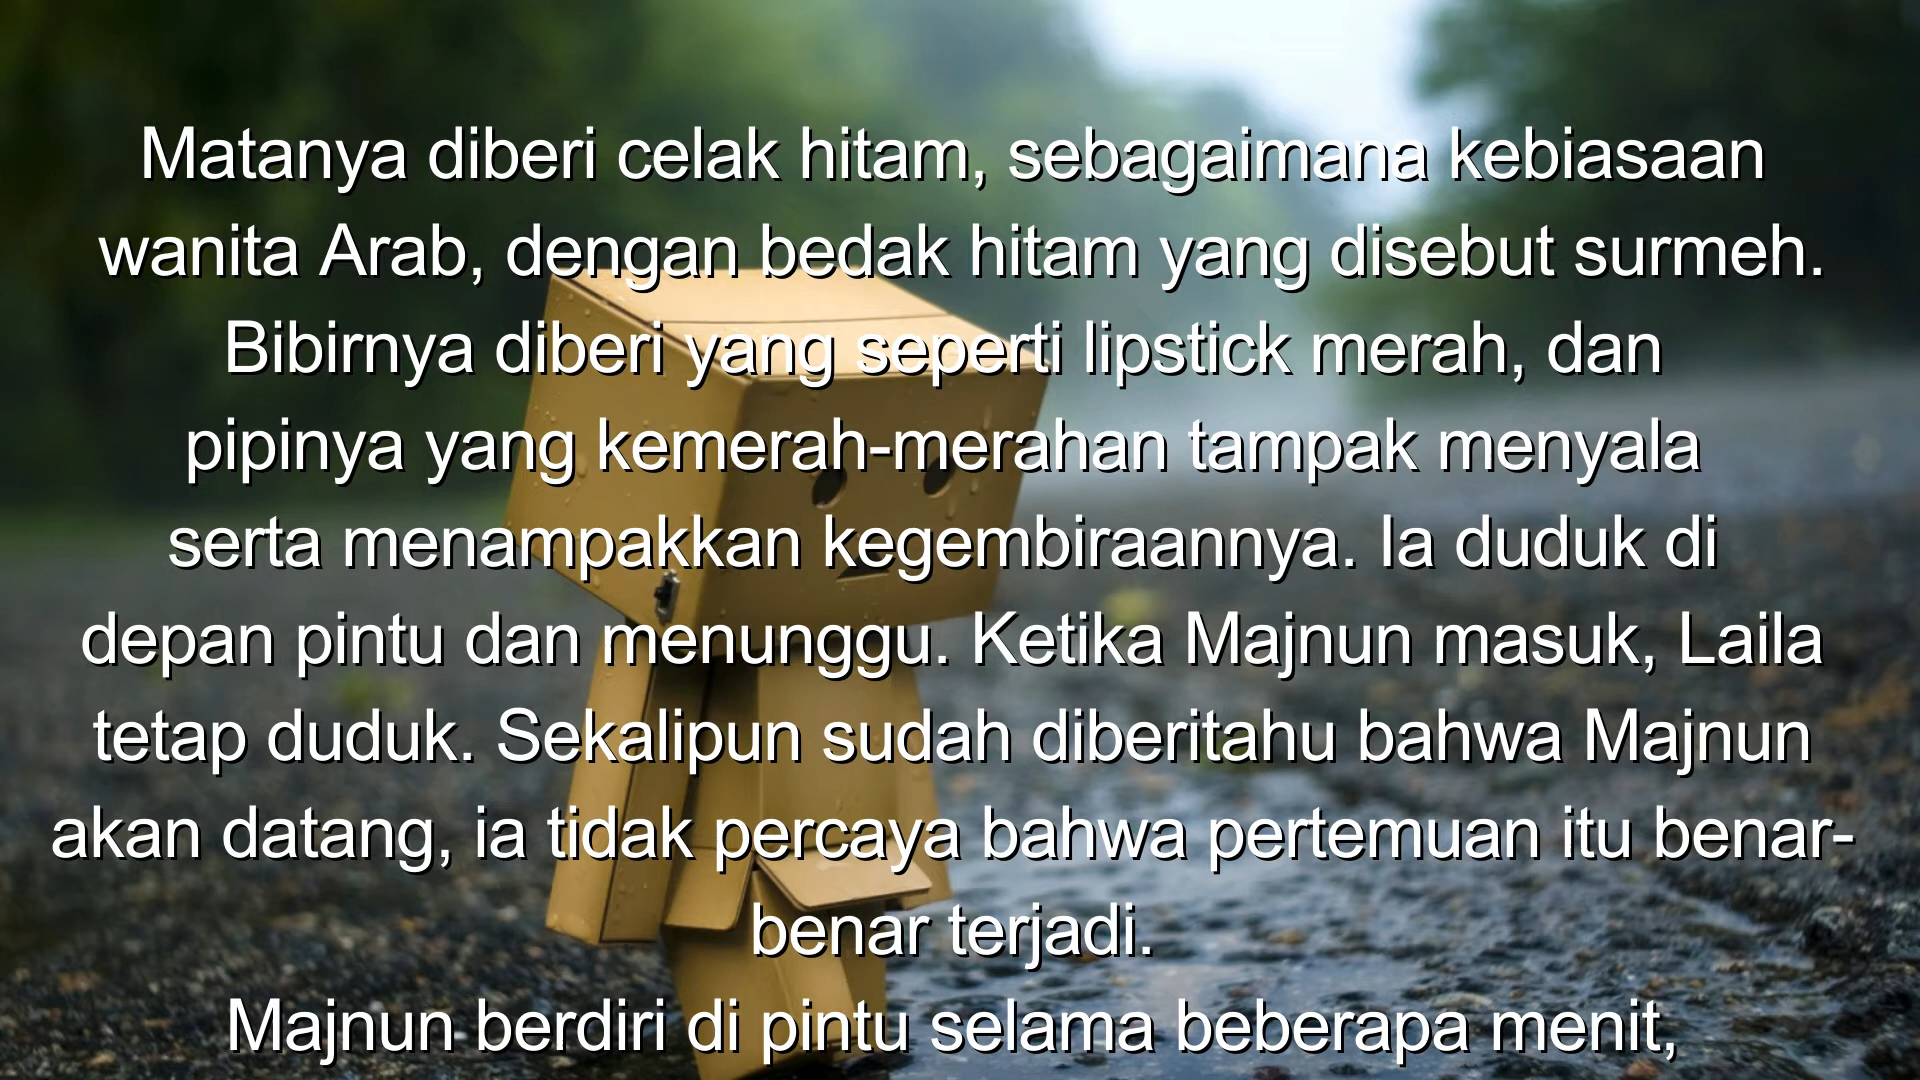 Matanya diberi celak hitam, sebagaimana kebiasaan
wanita Arab, dengan bedak hitam yang disebut surmeh.
Bibirnya diberi yang seperti lipstick merah, dan
pipinya yang kemerah-merahan tampak menyala
serta menampakkan kegembiraannya. Ia duduk di
depan pintu dan menunggu. Ketika Majnun masuk, Laila
tetap duduk. Sekalipun sudah diberitahu bahwa Majnun
akan datang, ia tidak percaya bahwa pertemuan itu benar-
benar terjadi.
Majnun berdiri di pintu selama beberapa menit,